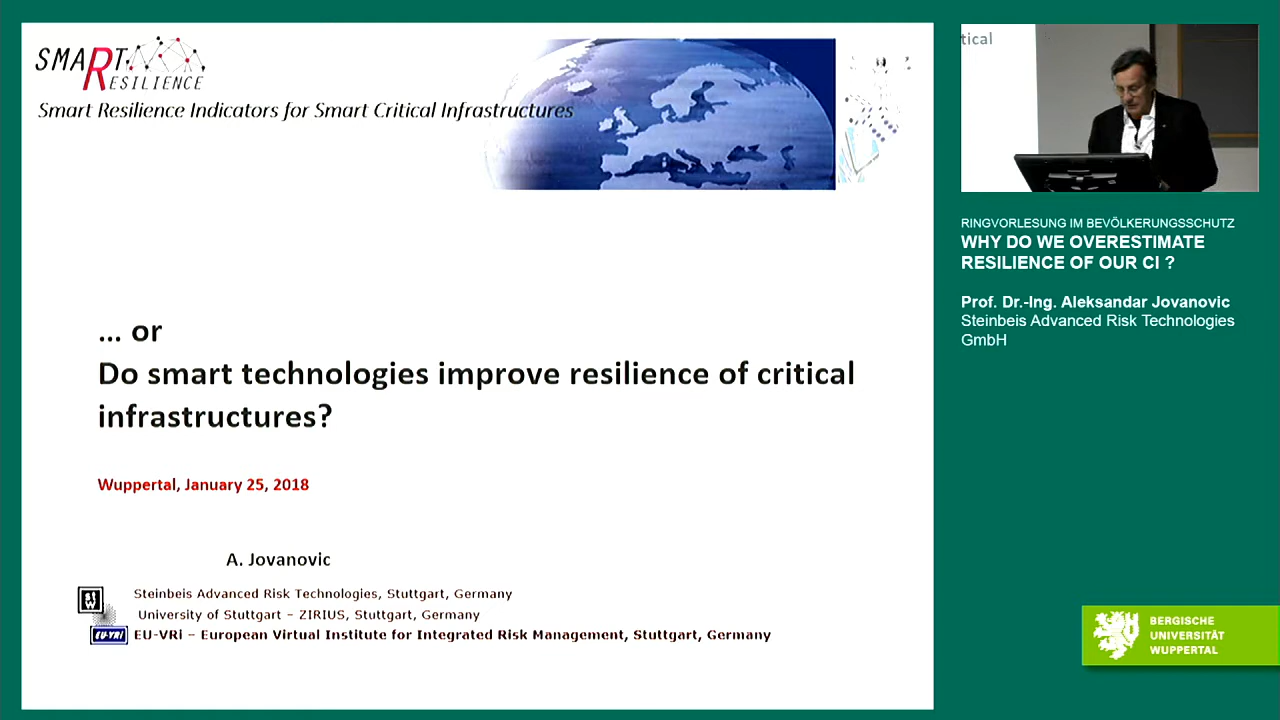 SMART
RESILIENCE
Smart Resilience Indicators for Smart Critical Infrastructures
... or
Do smart technologies improve resilience of critical
infrastructures?
Wuppertal, January 25, 2018
A. Jovanovic
Steinbeis Advanced Risk Technologies, Stuttgart, Germany
University of Stuttgart – ZIRIUS, Stuttgart, Germany
EU-VRi
EU-VRi – European Virtual Institute for Integrated Risk Management, Stuttgart, Germany
tical
RINGVORLESUNG IM BEVÖLKERUNGSSCHUTZ
WHY DO WE OVERESTIMATE
RESILIENCE OF OUR CI ?
Prof. Dr.-Ing. Aleksandar Jovanovic
Steinbeis Advanced Risk Technologies
GmbH
BERGISCHE
UNIVERSITÄT
WUPPERTAL